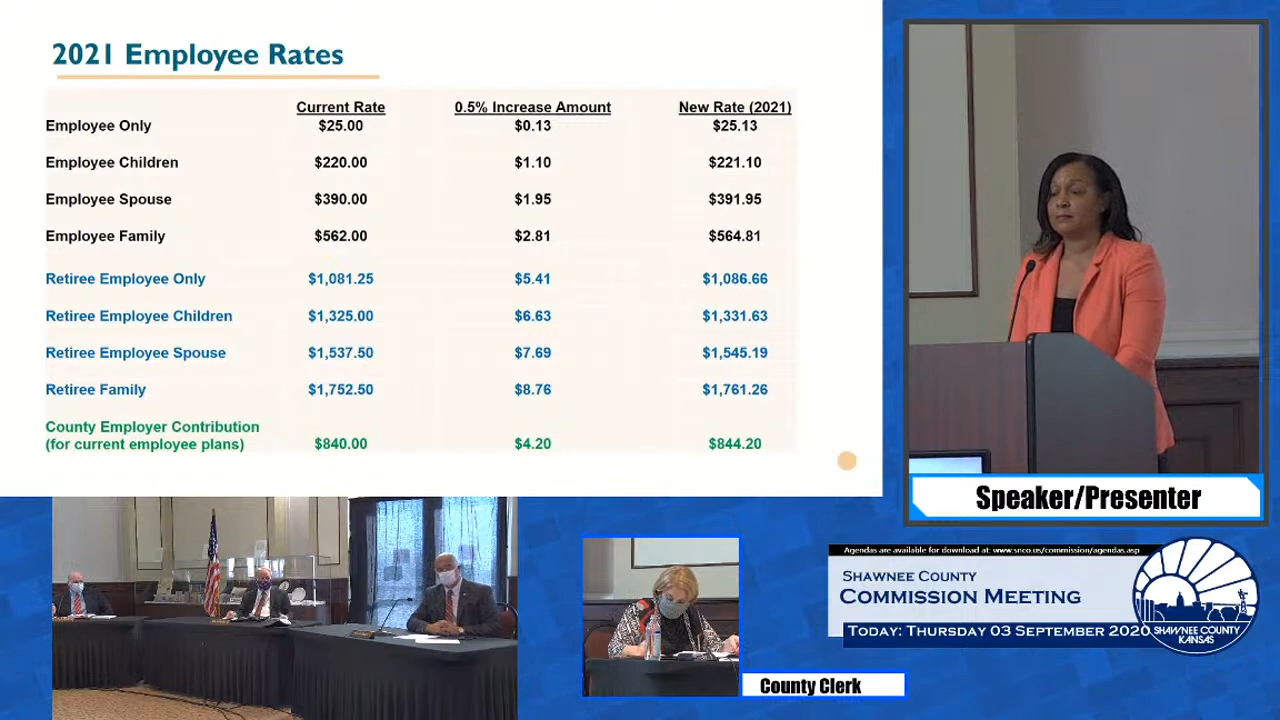 2021 Employee Rates
Current Rate 0.5% Increase Amount New Rate (2021)
Employee Only $25.00 $0.13 $25.13
Employee Children $220.00 $1.10 $221.10
Employee Spouse $390.00 $1.95 $391.95
Employee Family $562.00 $2.81 $564.81
Retiree Employee Only $1,081.25 $5.41 $1,086.66
Retiree Employee Children $1,325.00 $6.63 $1,331.63
Retiree Employee Spouse $1,537.50 $7.69 $1,545.19
Retiree Family $1,752.50 $8.76 $1,761.26
County Employer Contribution
(for current employee plans) $840.00 $4.20 $844.20
Speaker/Presenter
Agendas are available for download at: www.snco.us/commission/agendas.asp
Shawnee County
Commission Meeting
Today: Thursday 03 September 2020
SHAWNEE COUNTY
KANSAS
County Clerk